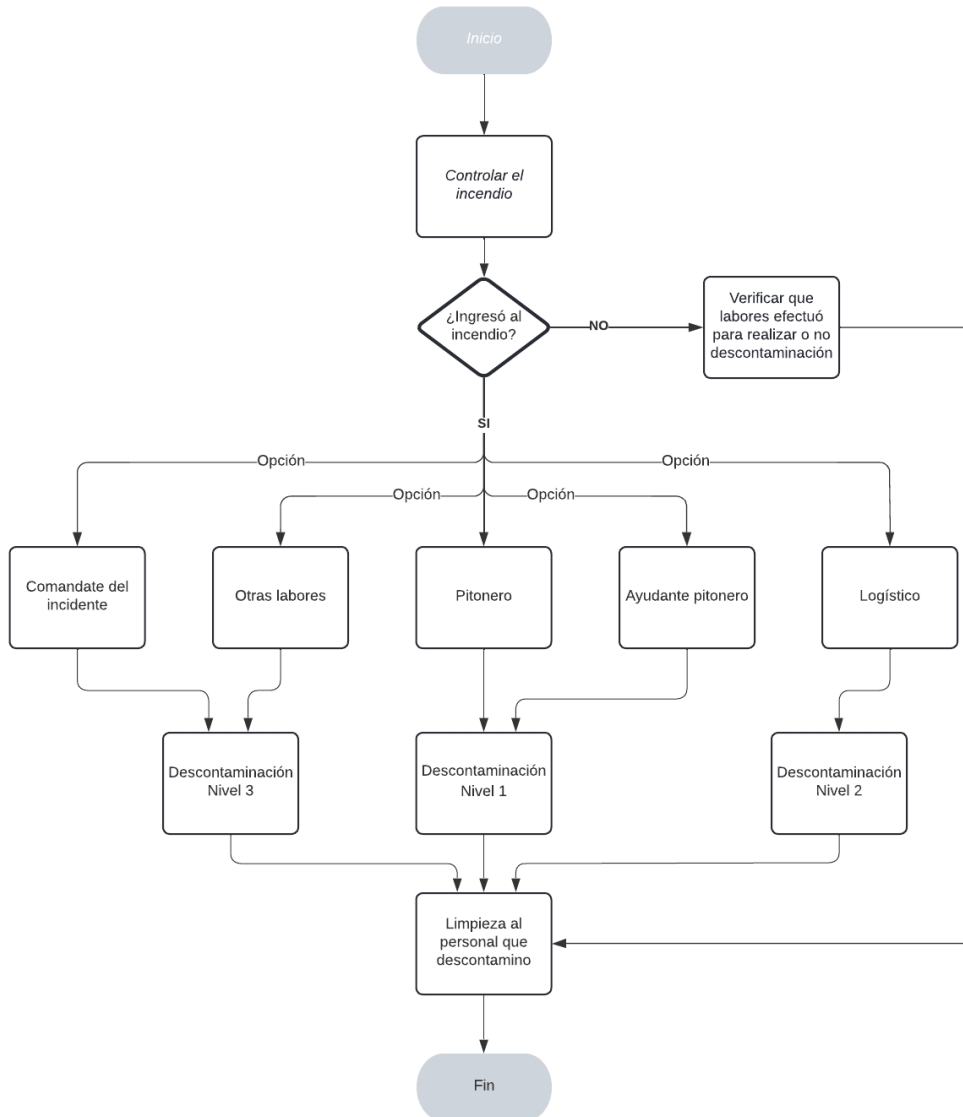 Inicio
Controlar el
incendio
¿Ingresó al
incendio?
NO
Verificar que
labores efectuó
para realizar o no
descontaminación
SI
Opción
Opción
Opción
Opción
Comandate del
incidente
Otras labores
Pitonero
Ayudante pitonero
Logístico
Descontaminación
Nivel 3
Descontaminación
Nivel 1
Descontaminación
Nivel 2
Limpieza al
personal que
descontamino
Fin